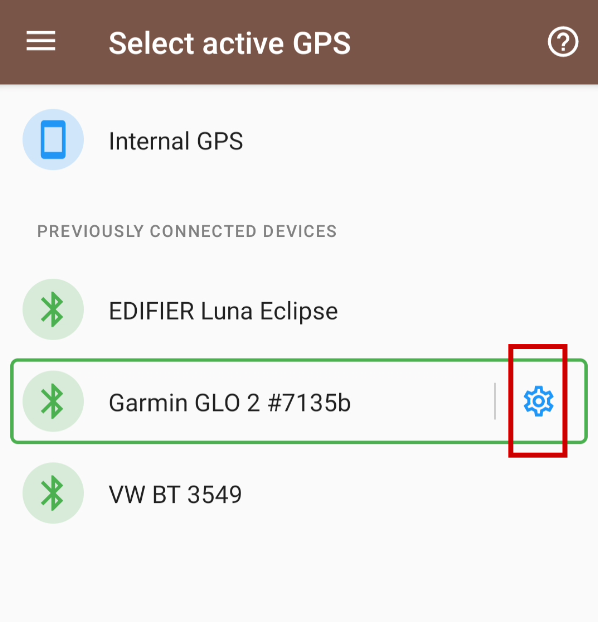 Select active GPS
Internal GPS
PREVIOUSLY CONNECTED DEVICES
EDIFIER Luna Eclipse
Garmin GLO 2 #7135b
VW BT 3549